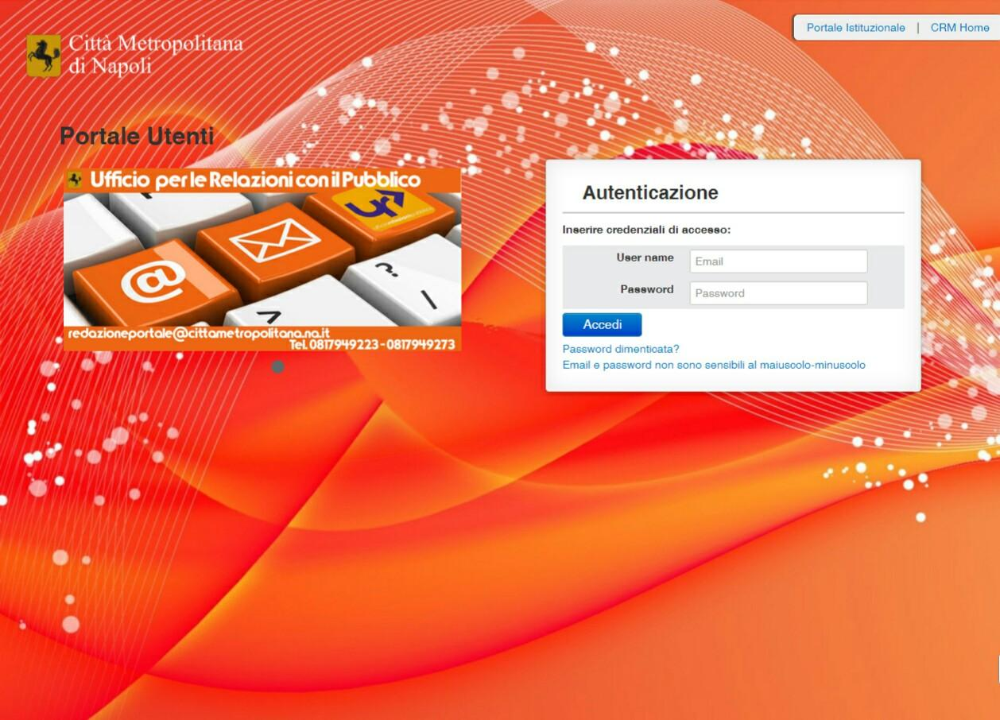 Città Metropolitana
di Napoli
Portale Istituzionale | CRM Home
Portale Utenti
Ufficio per le Relazioni con il Pubblico
@
? /
redazioneportale@cittametropolitana.na.it
Tel. 0817949223 - 0817949273
Autenticazione
Inserire credenziali di accesso:
User name Email
Password Password
Accedi
Password dimenticata?
Email e password non sono sensibili al maiuscolo-minuscolo